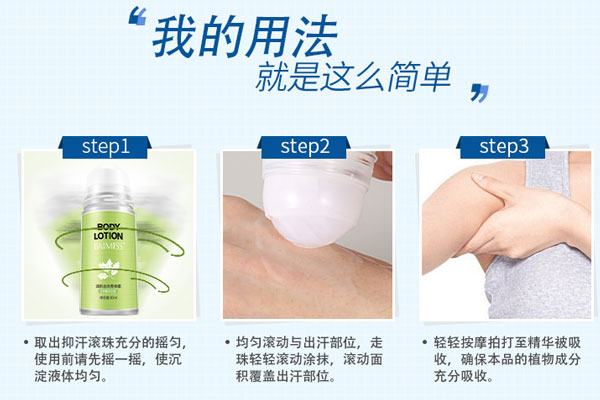 我的用法
就是这么简单
step1
step2
step3
BODY
LOTION
• 取出抑汗滚珠充分的摇匀，
使用前请先摇一摇，使沉
淀液体均匀。
• 均匀滚动与出汗部位，走
珠轻轻滚动涂抹，滚动面
积覆盖出汗部位。
• 轻轻按摩拍打至精华被吸
收，确保本品的植物成分
充分吸收。